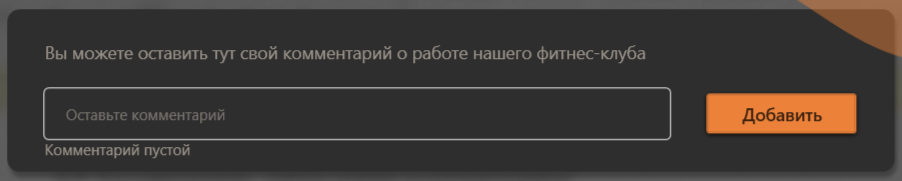 Вы можете оставить тут свой комментарий о работе нашего фитнес-клуба
Оставьте комментарий
Добавить
Комментарий пустой